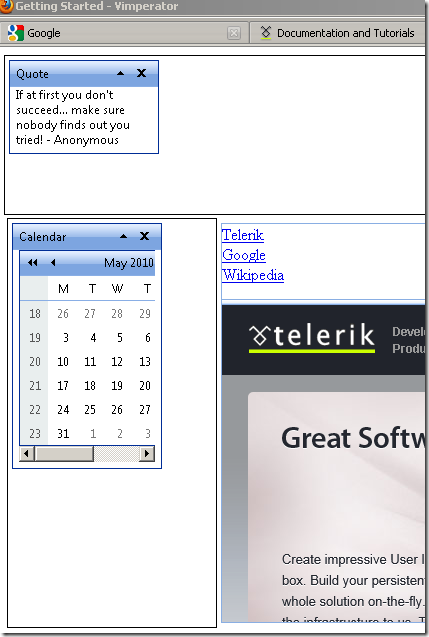 Getting Started - Vimperator
Google
Documentation and Tutorials
Quote
If at first you don't
succeed... make sure
nobody finds out you
tried! - Anonymous
Calendar
May 2010
M T W T
18 26 27 28 29
19 3 4 5 6
20 10 11 12 13
21 17 18 19 20
22 24 25 26 27
23 31 1 2 3
Telerik
Google
Wikipedia
telerik
Develo
Produ
Great Softw
Create impressive User I
box. Build your persisten
whole solution on-the-fly.
the infrastructure to us. T